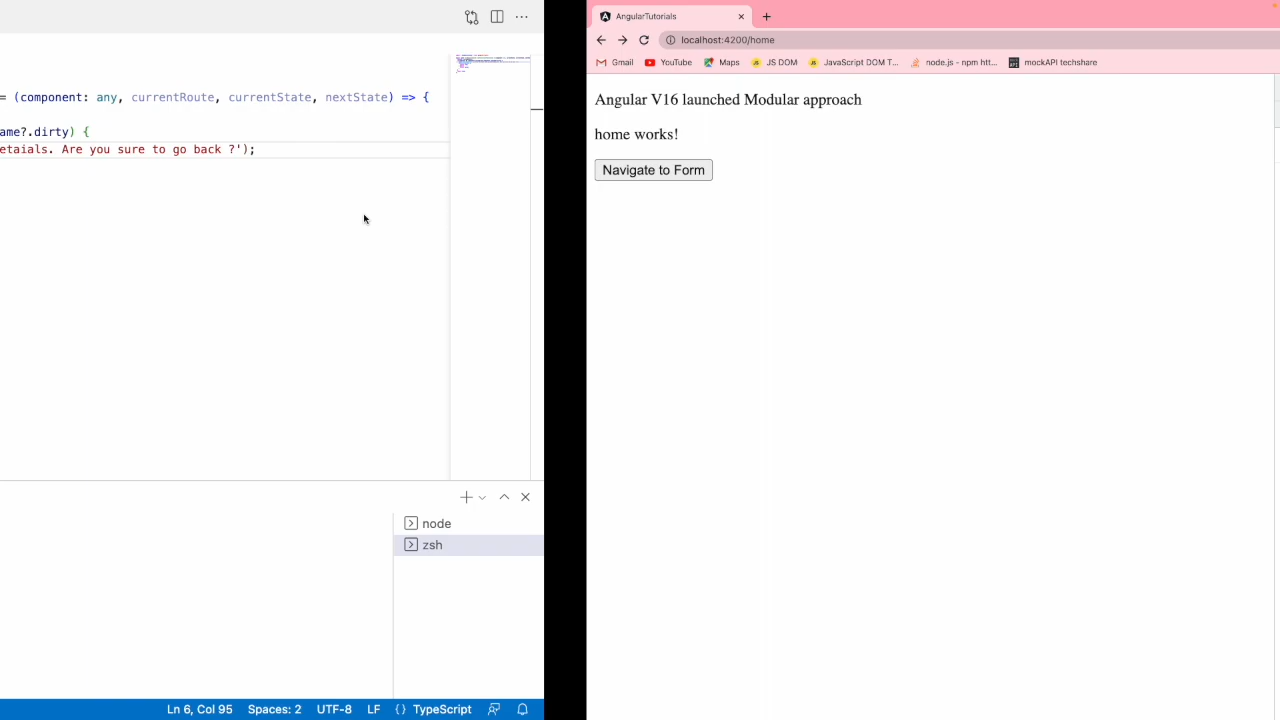 = (component: any, currentRoute, currentState, nextState) => {
ame?.dirty) {
etaials. Are you sure to go back ?');
node
zsh
Ln 6, Col 95 Spaces: 2 UTF-8 LF {} TypeScript
AngularTutorials
localhost:4200/home
Gmail YouTube Maps JS DOM JavaScript DOM T... node.js - npm htt... mockAPI techshare
Angular V16 launched Modular approach
home works!
Navigate to Form